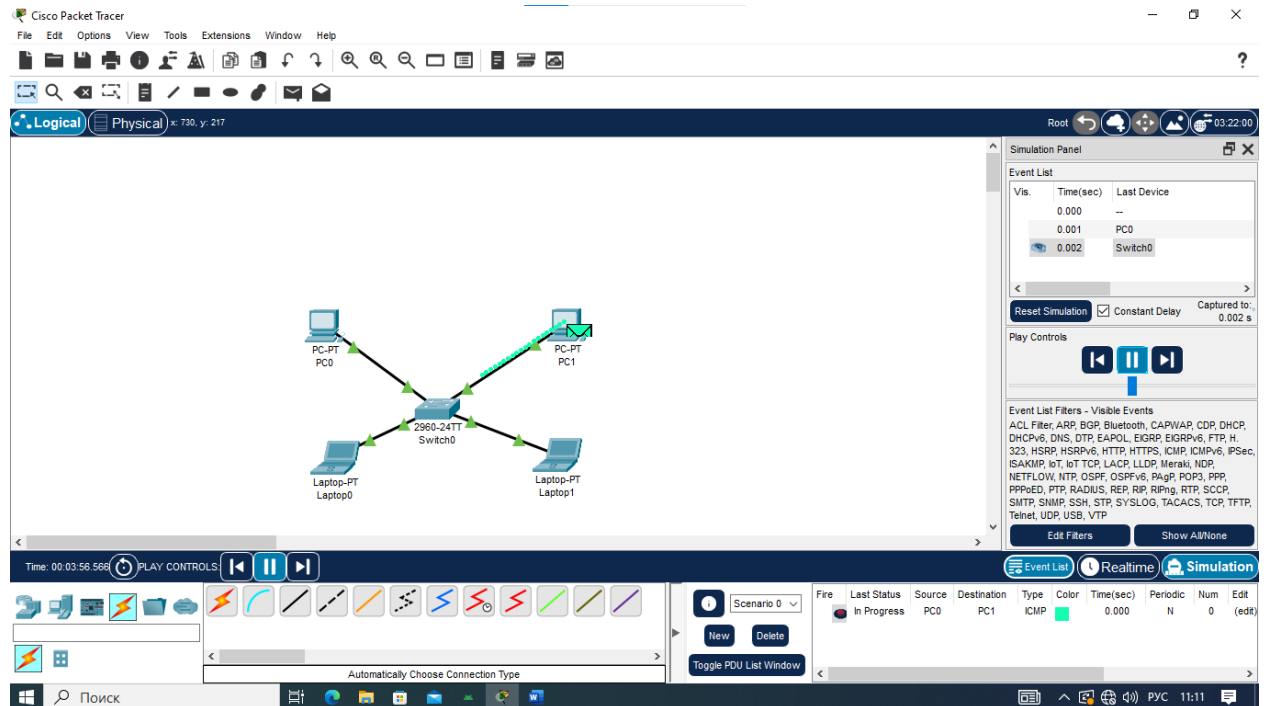 Cisco Packet Tracer
File Edit Options View Tools Extensions Window Help
?
Logical Physical x: 730, y: 217
Root 03:22:00
PC-PT
PC0
PC-PT
PC1
2960-24TT
Switch0
Laptop-PT
Laptop0
Laptop-PT
Laptop1
Simulation Panel
Event List
Vis. Time(sec) Last Device
0.000 --
0.001 PC0
0.002 Switch0
Reset Simulation Constant Delay Captured to:
0.002 s
Play Controls
Event List Filters - Visible Events
ACL Filter, ARP, BGP, Bluetooth, CAPWAP, CDP, DHCP,
DHCPv6, DNS, DTP, EAPOL, EIGRP, EIGRPv6, FTP, H.
323, HSRP, HSRPv6, HTTP, HTTPS, ICMP, ICMPv6, IPSec,
ISAKMP, IoT, IoT TCP, LACP, LLDP, Meraki, NDP,
NETFLOW, NTP, OSPF, OSPFv6, PAgP, POP3, PPP,
PPPoED, PTP, RADIUS, REP, RIP, RIPng, RTP, SCCP,
SMTP, SNMP, SSH, STP, SYSLOG, TACACS, TCP, TFTP,
Telnet, UDP, USB, VTP
Edit Filters Show All/None
Time: 00:03:56.566 PLAY CONTROLS:
Event List Realtime Simulation
Automatically Choose Connection Type
Scenario 0
New Delete
Toggle PDU List Window
Fire Last Status Source Destination Type Color Time(sec) Periodic Num Edit
In Progress PC0 PC1 ICMP 0.000 N 0 (edit)
Поиск
РУС 11:11